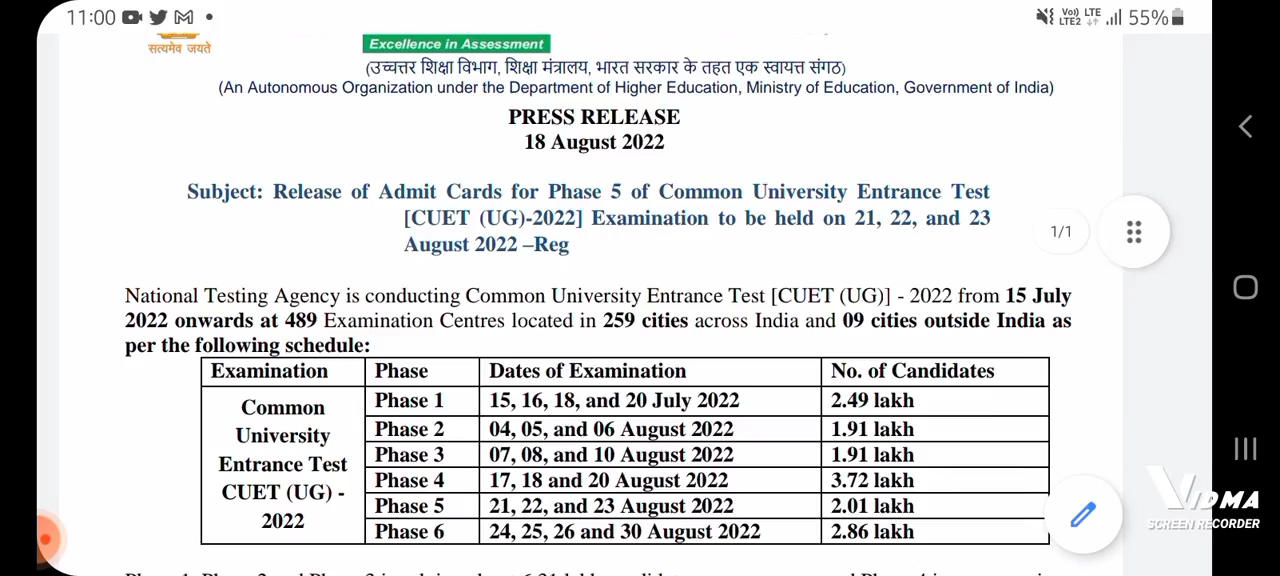 11:00
Vo) LTE
LTE2
55%
सत्यमेव जयते
Excellence in Assessment
(उच्चत्तर शिक्षा विभाग, शिक्षा मंत्रालय, भारत सरकार के तहत एक स्वायत्त संगठ)
(An Autonomous Organization under the Department of Higher Education, Ministry of Education, Government of India)
PRESS RELEASE
18 August 2022
Subject: Release of Admit Cards for Phase 5 of Common University Entrance Test
[CUET (UG)-2022] Examination to be held on 21, 22, and 23
August 2022 –Reg
1/1
National Testing Agency is conducting Common University Entrance Test [CUET (UG)] - 2022 from 15 July
2022 onwards at 489 Examination Centres located in 259 cities across India and 09 cities outside India as
per the following schedule:
Examination Phase Dates of Examination No. of Candidates
Common University Entrance Test CUET (UG) - 2022
Phase 1 15, 16, 18, and 20 July 2022 2.49 lakh
Phase 2 04, 05, and 06 August 2022 1.91 lakh
Phase 3 07, 08, and 10 August 2022 1.91 lakh
Phase 4 17, 18 and 20 August 2022 3.72 lakh
Phase 5 21, 22, and 23 August 2022 2.01 lakh
Phase 6 24, 25, 26 and 30 August 2022 2.86 lakh
VIDMA
SCREEN RECORDER